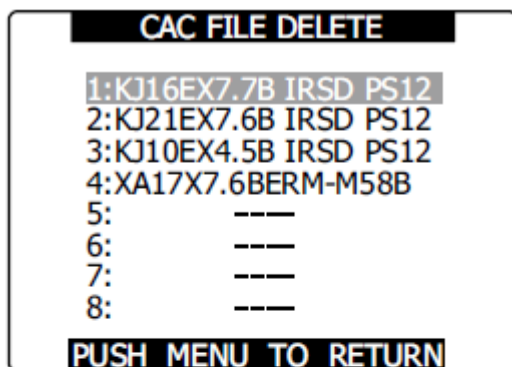 CAC FILE DELETE
1:KJ16EX7.7B IRSD PS12
2:KJ21EX7.6B IRSD PS12
3:KJ10EX4.5B IRSD PS12
4:XA17X7.6BERM-M58B
5: ---
6: ---
7: ---
8: ---
PUSH MENU TO RETURN